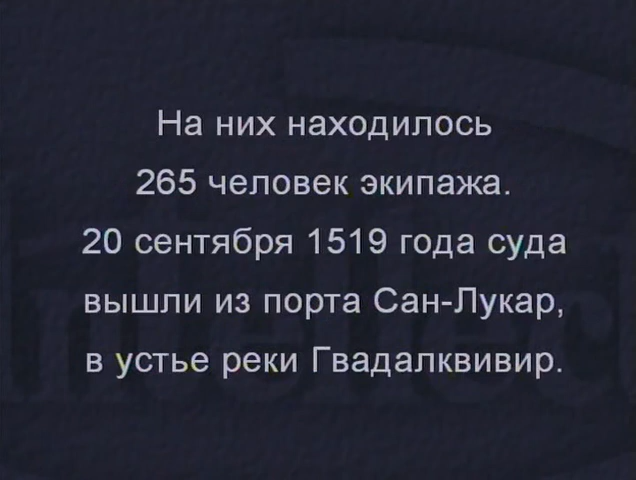 На них находилось
265 человек экипажа.
20 сентября 1519 года суда
вышли из порта Сан-Лукар,
в устье реки Гвадалквивир.